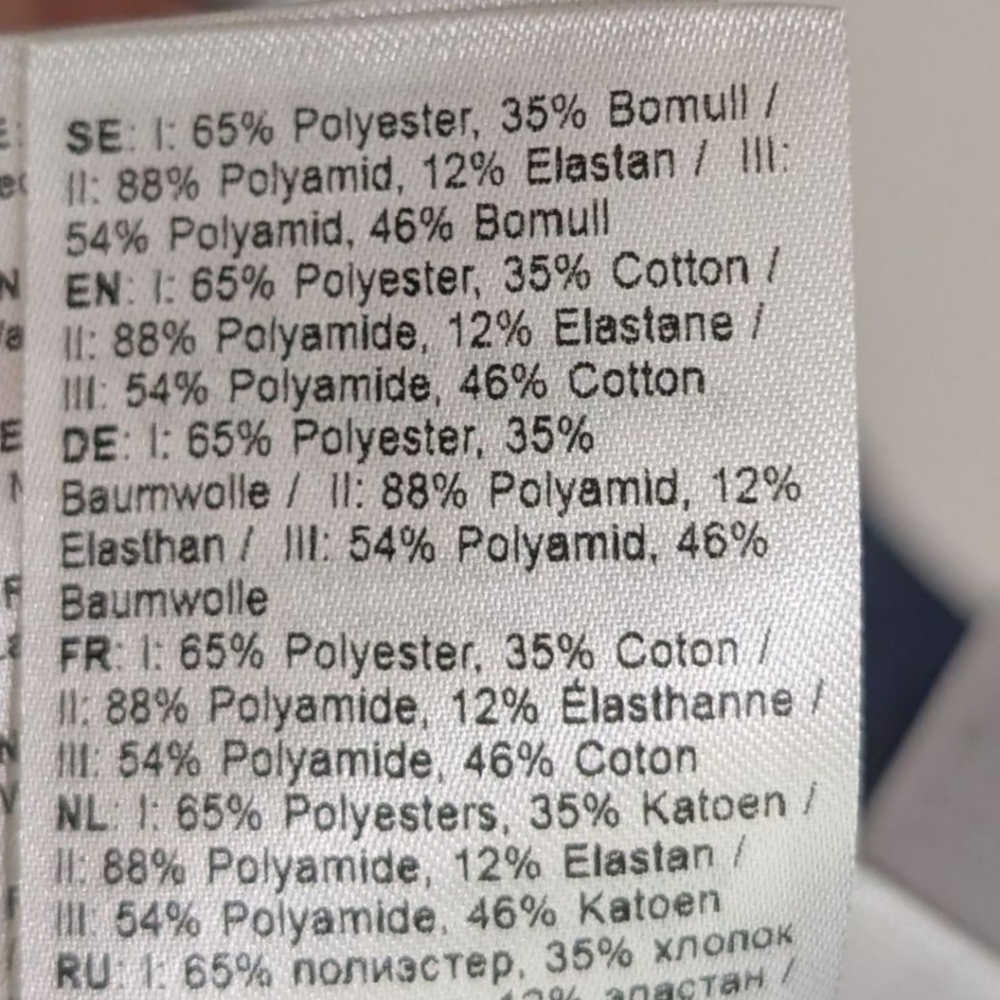 SE: I: 65% Polyester, 35% Bomull /
II: 88% Polyamid, 12% Elastan / III:
54% Polyamid, 46% Bomull
EN: I: 65% Polyester, 35% Cotton /
II: 88% Polyamide, 12% Elastane /
III: 54% Polyamide, 46% Cotton
DE: I: 65% Polyester, 35%
Baumwolle / II: 88% Polyamid, 12%
Elasthan / III: 54% Polyamid, 46%
Baumwolle
FR: I: 65% Polyester, 35% Coton /
II: 88% Polyamide, 12% Élasthanne /
III: 54% Polyamide, 46% Coton
NL: I: 65% Polyesters, 35% Katoen /
II: 88% Polyamide, 12% Elastan /
III: 54% Polyamide, 46% Katoen
RU: I: 65% полиэстер, 35% хлопок
12% эластан /